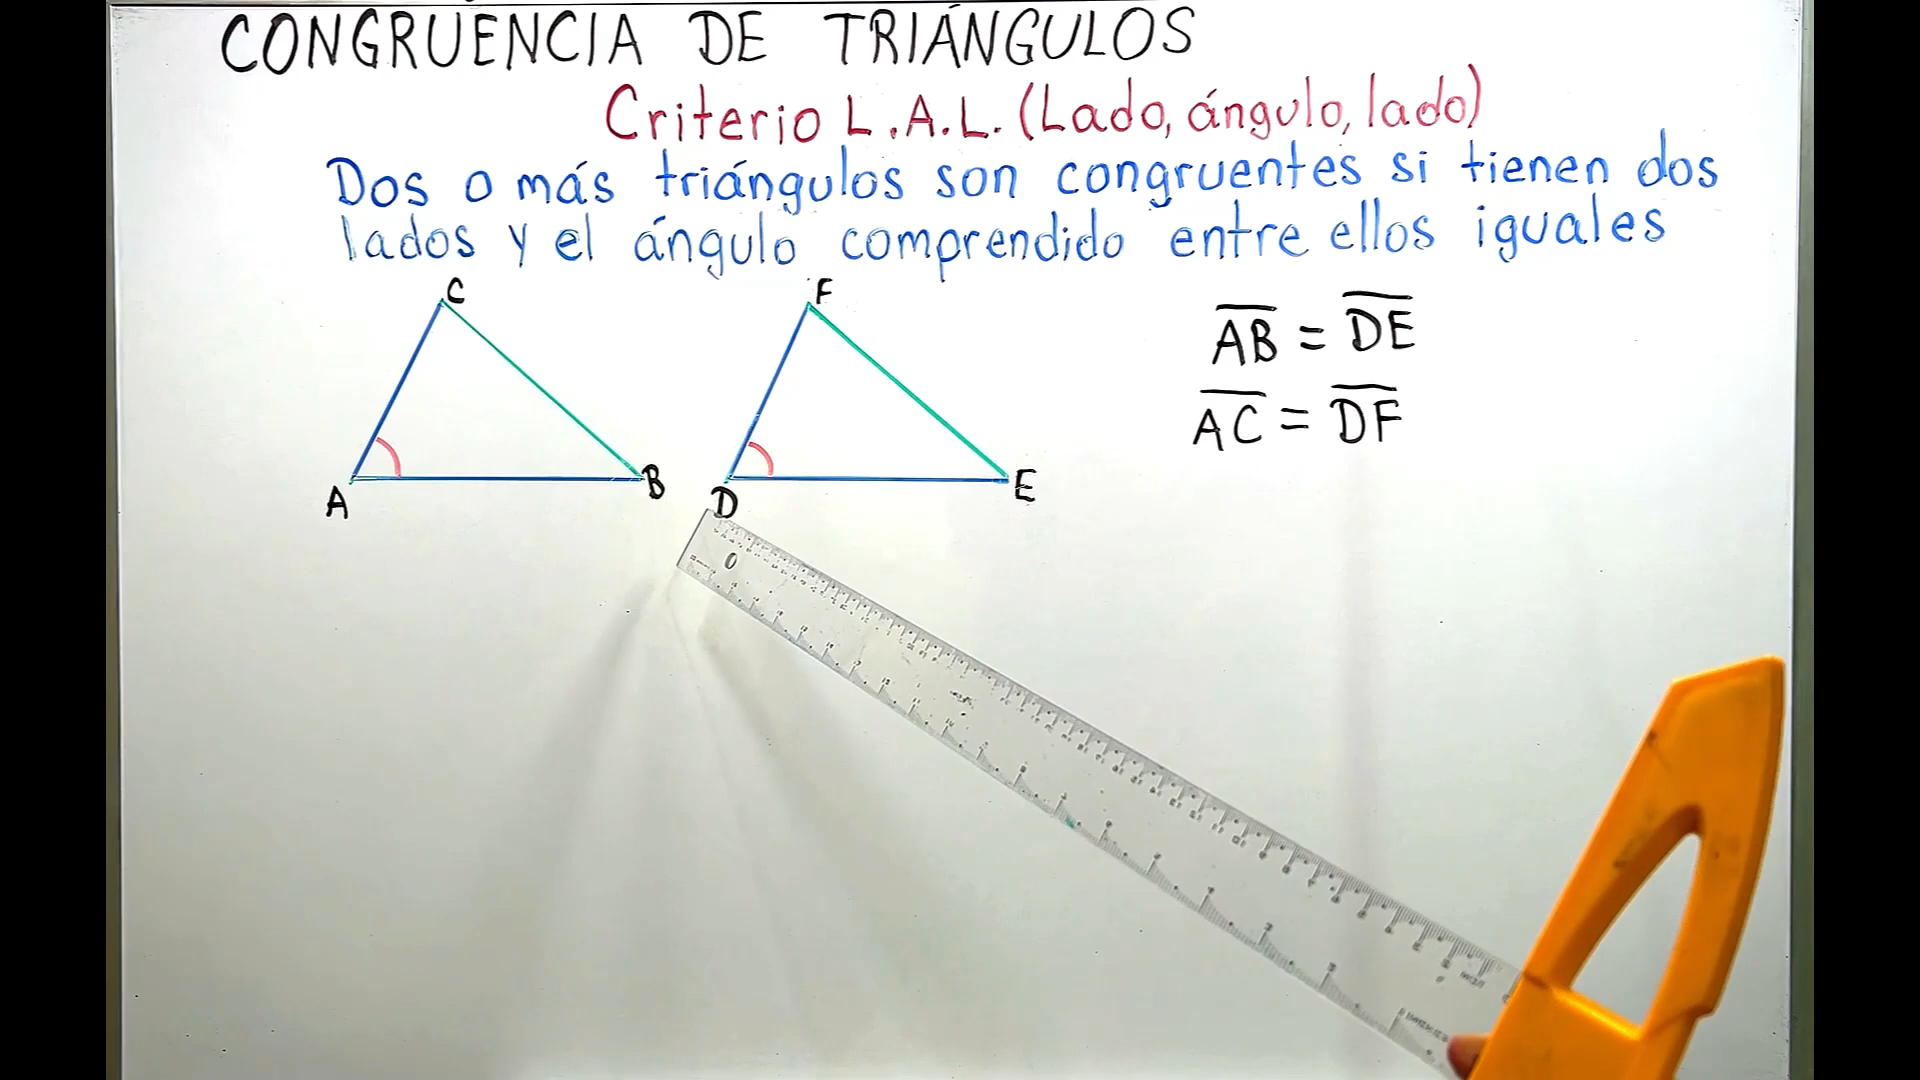 CONGRUENCIA DE TRIÁNGULOS
Criterio L.A.L. (Lado, ángulo, lado)
Dos o más triángulos son congruentes si tienen dos
lados y el ángulo comprendido entre ellos iguales
C
F
A
B
D
E
AB = DE
AC = DF
0